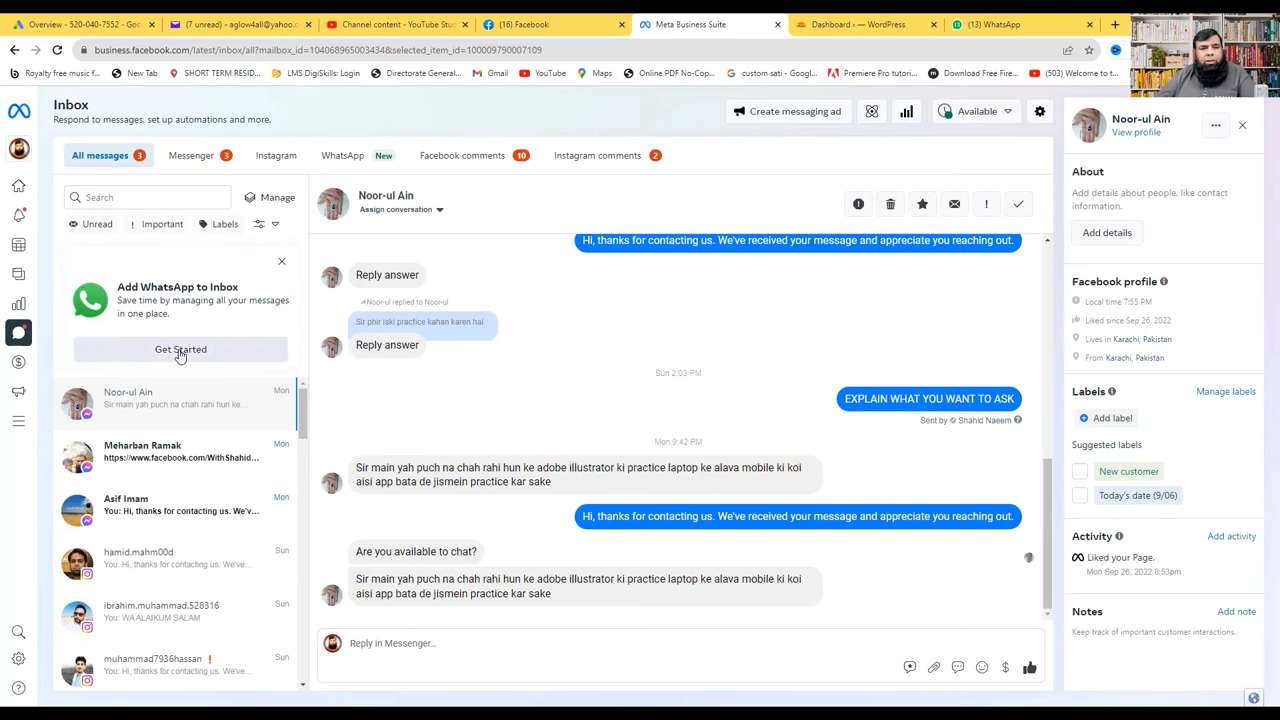 Overview - 520-040-7552 - Goo
(7 unread) - aglow4all@yahoo.c
Channel content - YouTube Stu
(16) Facebook
Meta Business Suite
Dashboard ‹ — WordPress
(13) WhatsApp
business.facebook.com/latest/inbox/all?mailbox_id=104068965003434&selected_item_id=100009790007109
Royalty free music f...
New Tab
SHORT TERM RESID...
LMS DigiSkills: Login
Directorate General...
Gmail
YouTube
Maps
Online PDF No-Cop...
custom sati - Googl...
Premiere Pro tutori...
Download Free Fire...
(503) Welcome to t...
Inbox
Respond to messages, set up automations and more.
Create messaging ad
Available
All messages 3
Messenger 3
Instagram
WhatsApp New
Facebook comments 10
Instagram comments 2
Search
Manage
Unread
! Important
Labels
Add WhatsApp to Inbox
Save time by managing all your messages
in one place.
Get Started
Noor-ul Ain
Mon
Sir main yah puch na chah rahi hun ke...
Meharban Ramak
Mon
https://www.facebook.com/WithShahid...
Asif Imam
Mon
You: Hi, thanks for contacting us. We've...
hamid.mahm00d
Sun
You: Hi, thanks for contacting us. We've...
ibrahim.muhammad.528316
Sun
You: WA ALAIKUM SALAM
muhammad7936hassan !
Sun
You: Hi, thanks for contacting us. We've...
Noor-ul Ain
Assign conversation
Hi, thanks for contacting us. We've received your message and appreciate you reaching out.
Reply answer
Noor-ul replied to Noor-ul
Sir phir iski practice kahan karen hai
Reply answer
Sun 2:03 PM
EXPLAIN WHAT YOU WANT TO ASK
Sent by Shahid Naeem
Mon 9:42 PM
Sir main yah puch na chah rahi hun ke adobe illustrator ki practice laptop ke alava mobile ki koi
aisi app bata de jismein practice kar sake
Hi, thanks for contacting us. We've received your message and appreciate you reaching out.
Are you available to chat?
Sir main yah puch na chah rahi hun ke adobe illustrator ki practice laptop ke alava mobile ki koi
aisi app bata de jismein practice kar sake
Reply in Messenger...
Noor-ul Ain
View profile
About
Add details about people, like contact
information.
Add details
Facebook profile
Local time 7:55 PM
Liked since Sep 26, 2022
Lives in Karachi, Pakistan
From Karachi, Pakistan
Labels
Manage labels
Add label
Suggested labels
New customer
Today's date (9/06)
Activity
Add activity
Liked your Page.
Mon Sep 26, 2022 8:53pm
Notes
Add note
Keep track of important customer interactions.